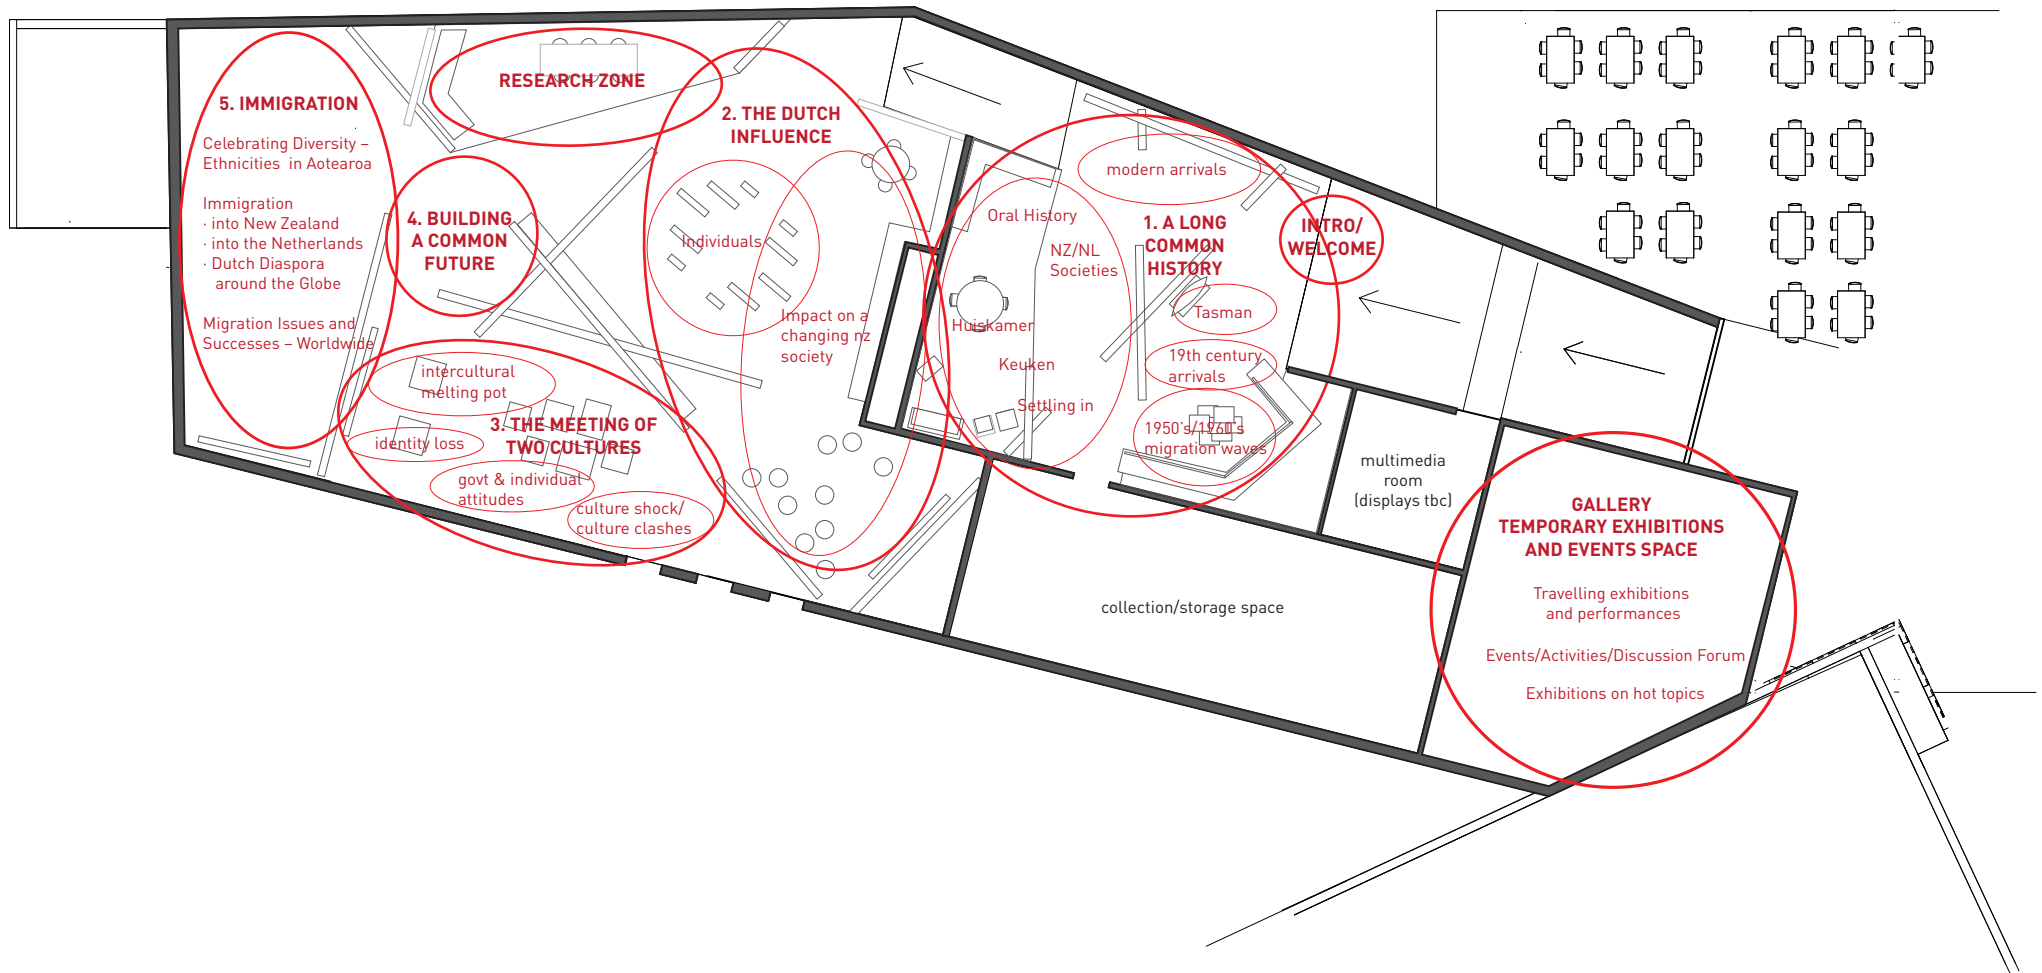 5. IMMIGRATION
Celebrating Diversity –
Ethnicities in Aotearoa
Immigration
· into New Zealand
· into the Netherlands
· Dutch Diaspora
around the Globe
Migration Issues and
Successes – Worldwide
RESEARCH ZONE
4. BUILDING
A COMMON
FUTURE
3. THE MEETING OF
TWO CULTURES
intercultural
melting pot
identity loss
govt & individual
attitudes
culture shock/
culture clashes
2. THE DUTCH
INFLUENCE
Individuals
Impact on a
changing nz
society
1. A LONG
COMMON
HISTORY
modern arrivals
Oral History
NZ/NL
Societies
Huiskamer
Keuken
Settling in
Tasman
19th century
arrivals
1950's/1960's
migration waves
INTRO/
WELCOME
multimedia
room
(displays tbc)
collection/storage space
GALLERY
TEMPORARY EXHIBITIONS
AND EVENTS SPACE
Travelling exhibitions
and performances
Events/Activities/Discussion Forum
Exhibitions on hot topics